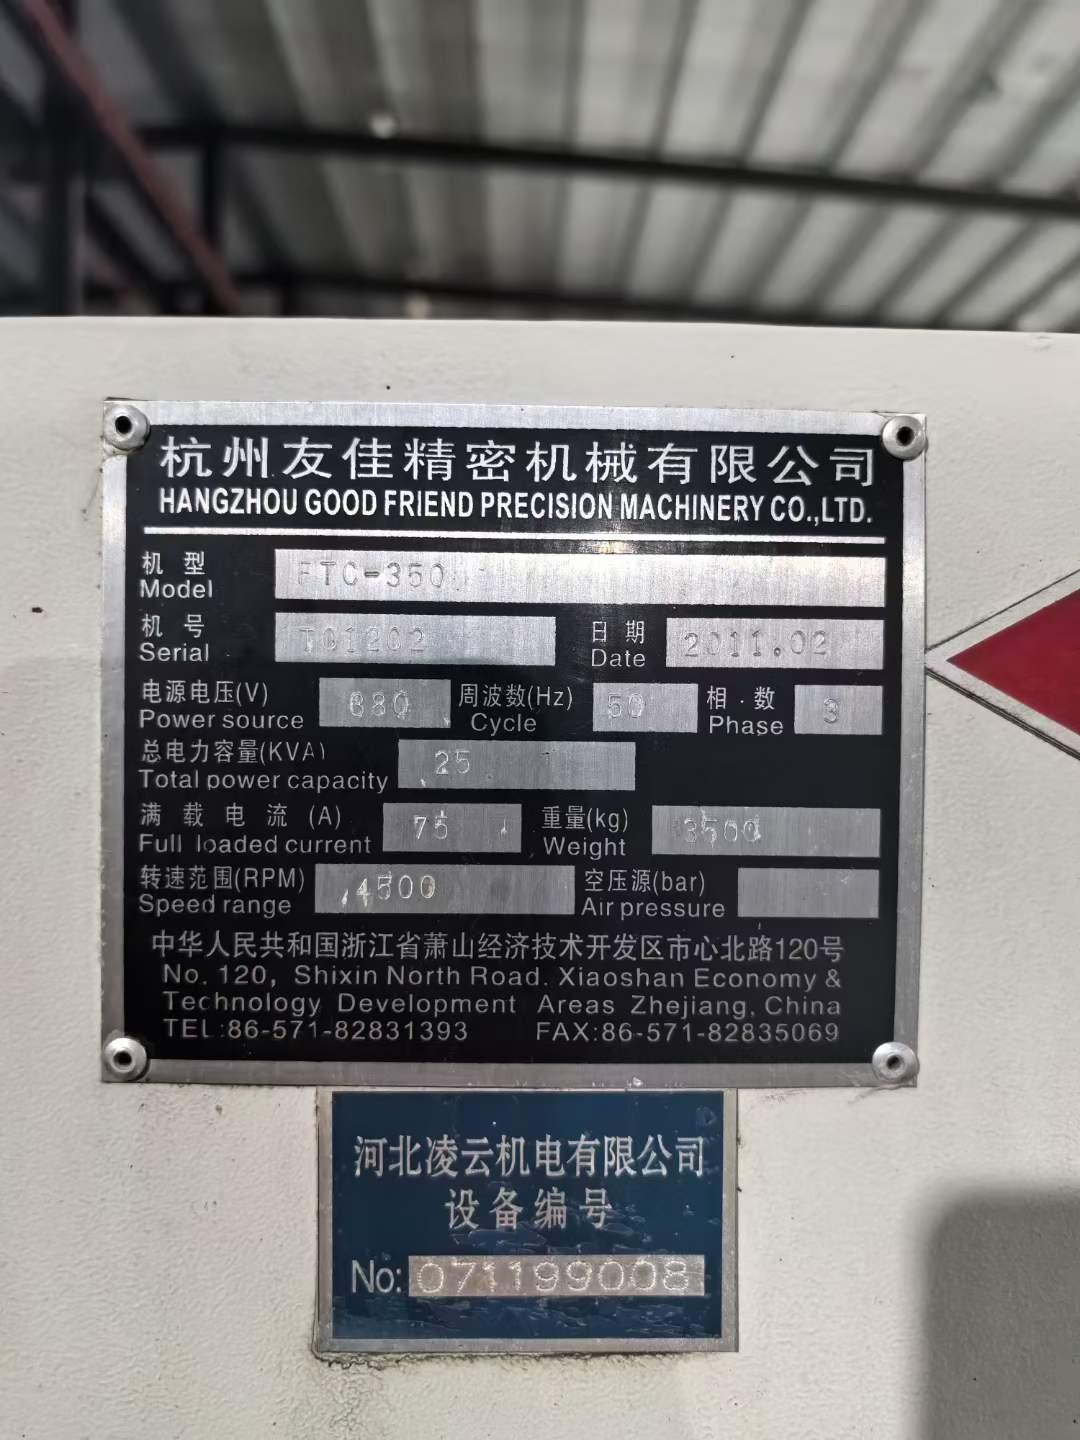 杭州友佳精密机械有限公司
HANGZHOU GOOD FRIEND PRECISION MACHINERY CO.,LTD.
机型 FTC-350
Model
机号 日期 2011.02
Serial Date
电源电压(V) 380 周波数(Hz) 50 相·数 3
Power source Cycle Phase
总电力容量(KVA) 25
Total power capacity
满载电流(A) 75 重量(kg) 3500
Full loaded current Weight
转速范围(RPM) 4500 空压源(bar)
Speed range Air pressure
中华人民共和国浙江省萧山经济技术开发区市心北路120号
No. 120, Shixin North Road. Xiaoshan Economy &
Technology Development Areas Zhejiang, China
TEL:86-571-82831393 FAX:86-571-82835069
河北凌云机电有限公司
设备编号
No: 071199008